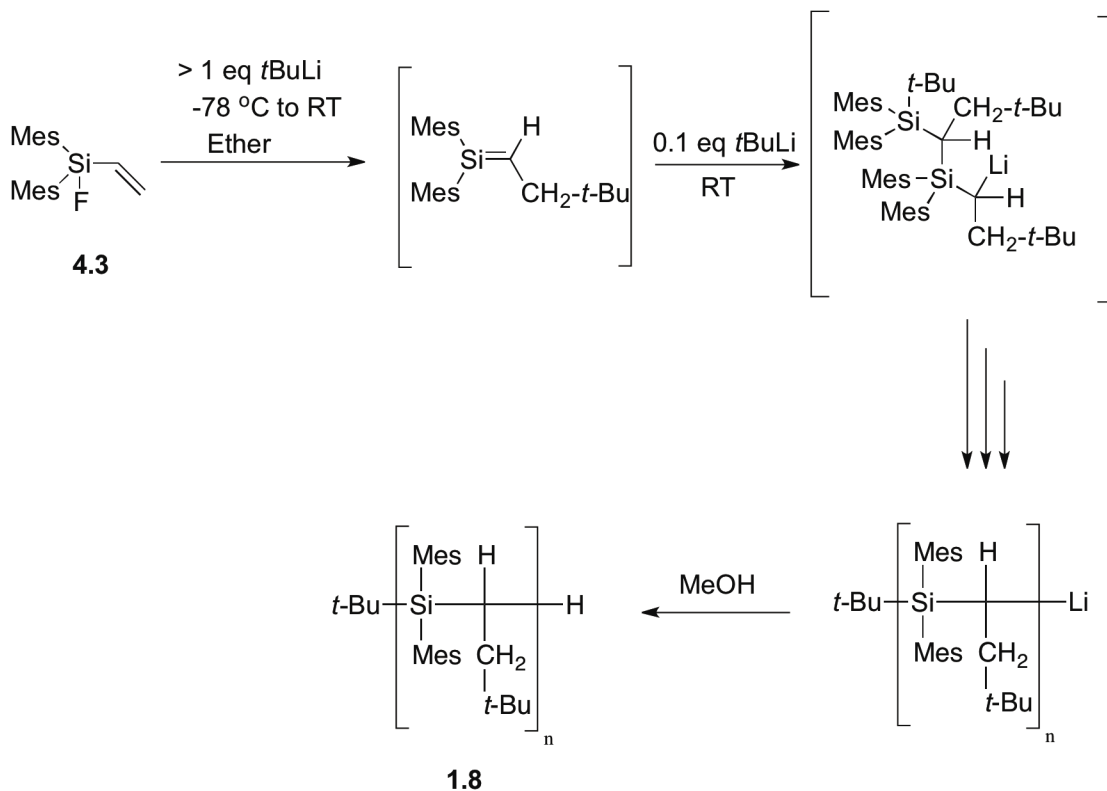 > 1 eq tBuLi
-78 °C to RT
Ether
Mes
Si
Mes
F
4.3
Mes
H
Si
Mes
CH2-t-Bu
0.1 eq tBuLi
RT
t-Bu
Mes
Si
Mes
CH2-t-Bu
H
Li
Mes
Si
Mes
H
CH2-t-Bu
Mes H
t-Bu Si Li
Mes CH2
t-Bu
n
MeOH
Mes H
t-Bu Si H
Mes CH2
t-Bu
n
1.8